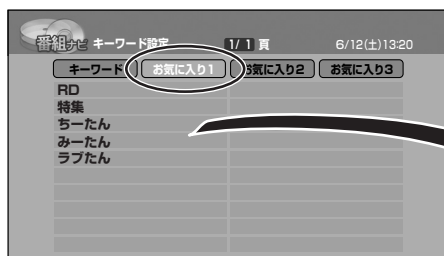 番組ナビ キーワード設定 1/ 1 頁 6/12(土)13:20
キーワード お気に入り1 お気に入り2 お気に入り3
RD
特集
ちーたん
みーたん
ラブたん